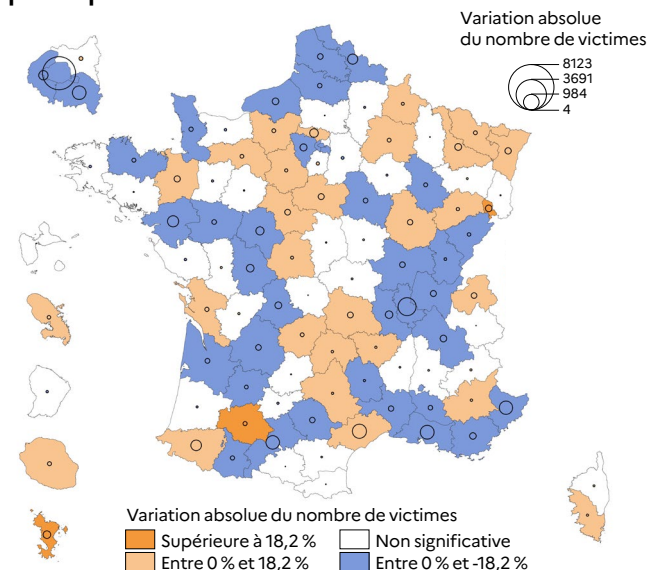 Variation absolue
du nombre de victimes
8123
3691
984
4
Variation absolue du nombre de victimes
Supérieure à 18,2 %
Non significative
Entre 0 % et 18,2 %
Entre 0 % et -18,2 %